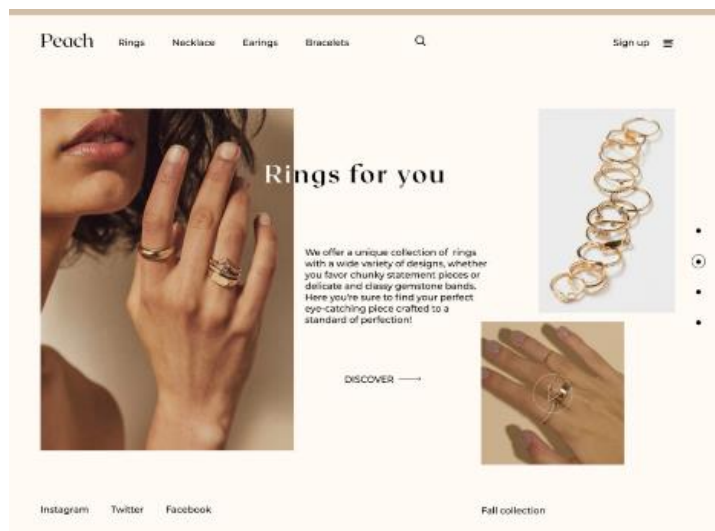 Peach
Rings
Necklace
Earings
Bracelets
Sign up
Rings for you
We offer a unique collection of rings
with a wide variety of designs, whether
you favor chunky statement pieces or
delicate and classy gemstone bands.
Here you're sure to find your perfect
eye-catching piece crafted to a
standard of perfection!
DISCOVER
Instagram
Twitter
Facebook
Fall collection